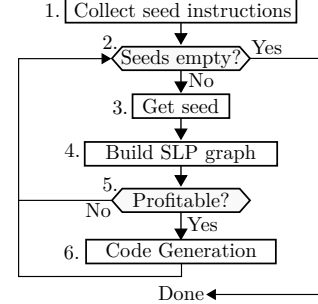 1. Collect seed instructions
2. Seeds empty? Yes
No
3. Get seed
4. Build SLP graph
5. Profitable?
No
Yes
6. Code Generation
Done